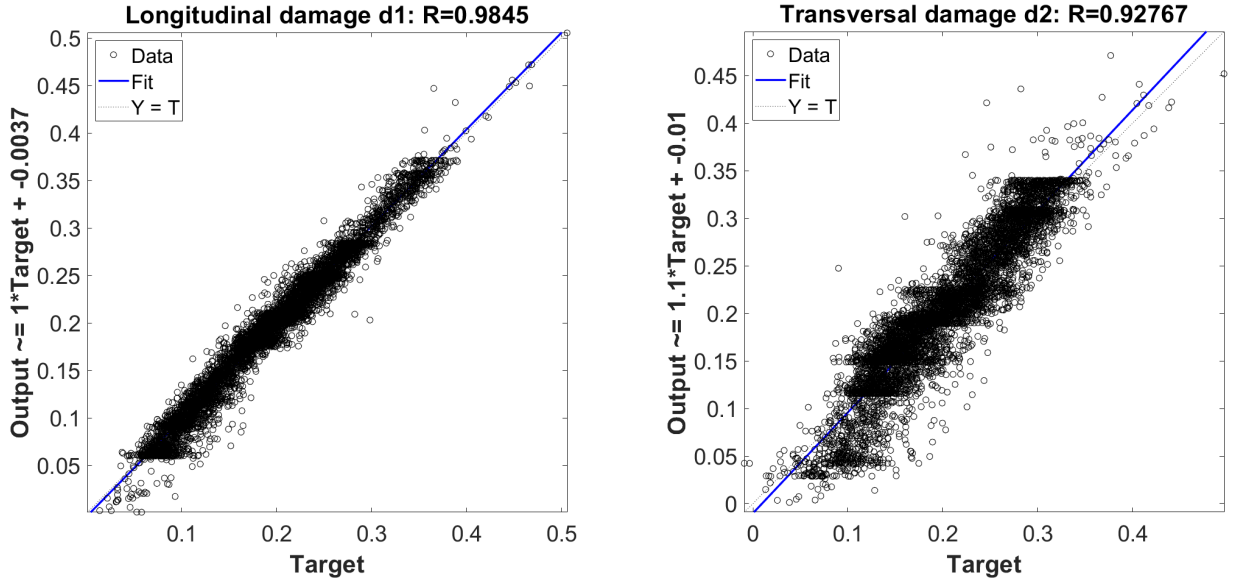 Longitudinal damage d1: R=0.9845
Data
Fit
Y = T
Output ~= 1*Target + -0.0037
0.5
0.45
0.4
0.35
0.3
0.25
0.2
0.15
0.1
0.05
0.1
0.2
0.3
0.4
0.5
Target
Transversal damage d2: R=0.92767
Data
Fit
Y = T
Output ~= 1.1*Target + -0.01
0.45
0.4
0.35
0.3
0.25
0.2
0.15
0.1
0.05
0
0
0.1
0.2
0.3
0.4
Target